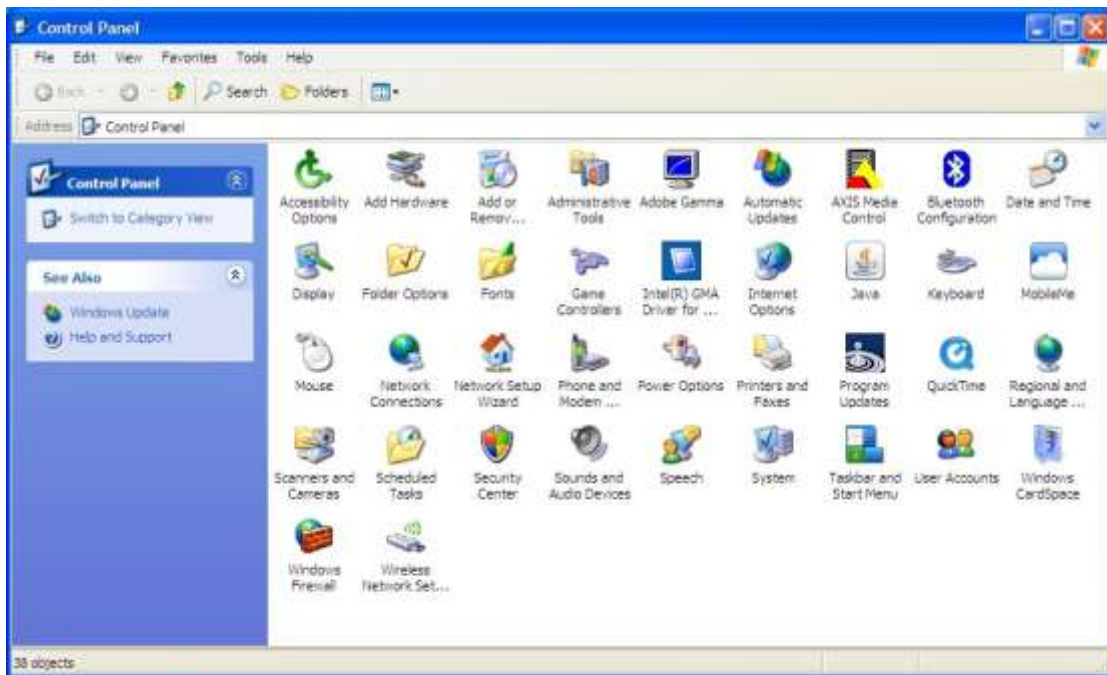 Control Panel
File Edit View Favorites Tools Help
Back Search Folders
Address Control Panel
Control Panel
Switch to Category View
See Also
Windows Update
Help and Support
Accessibility Options
Add Hardware
Add or Remov...
Administrative Tools
Adobe Gamma
Automatic Updates
AXIS Media Control
Bluetooth Configuration
Date and Time
Display
Folder Options
Fonts
Game Controllers
Intel(R) GMA Driver for ...
Internet Options
Java
Keyboard
MobileMe
Mouse
Network Connections
Network Setup Wizard
Phone and Modem ...
Power Options
Printers and Faxes
Program Updates
QuickTime
Regional and Language ...
Scanners and Cameras
Scheduled Tasks
Security Center
Sounds and Audio Devices
Speech
System
Taskbar and Start Menu
User Accounts
Windows CardSpace
Windows Firewall
Wireless Network Set...
38 objects